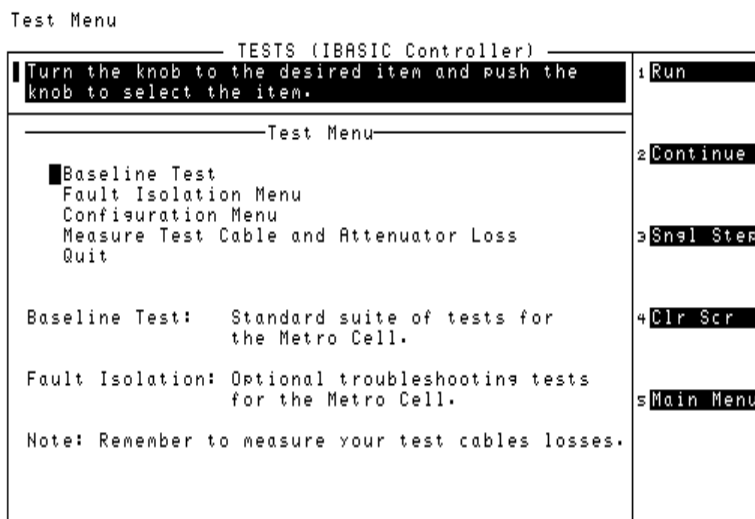 Test Menu
TESTS (IBASIC Controller)
Turn the knob to the desired item and push the
knob to select the item.
Test Menu
Baseline Test
Fault Isolation Menu
Configuration Menu
Measure Test Cable and Attenuator Loss
Quit
Baseline Test: Standard suite of tests for
the Metro Cell.
Fault Isolation: Optional troubleshooting tests
for the Metro Cell.
Note: Remember to measure your test cables losses.
1 Run
2 Continue
3 Sngl Step
4 Clr Scr
5 Main Menu